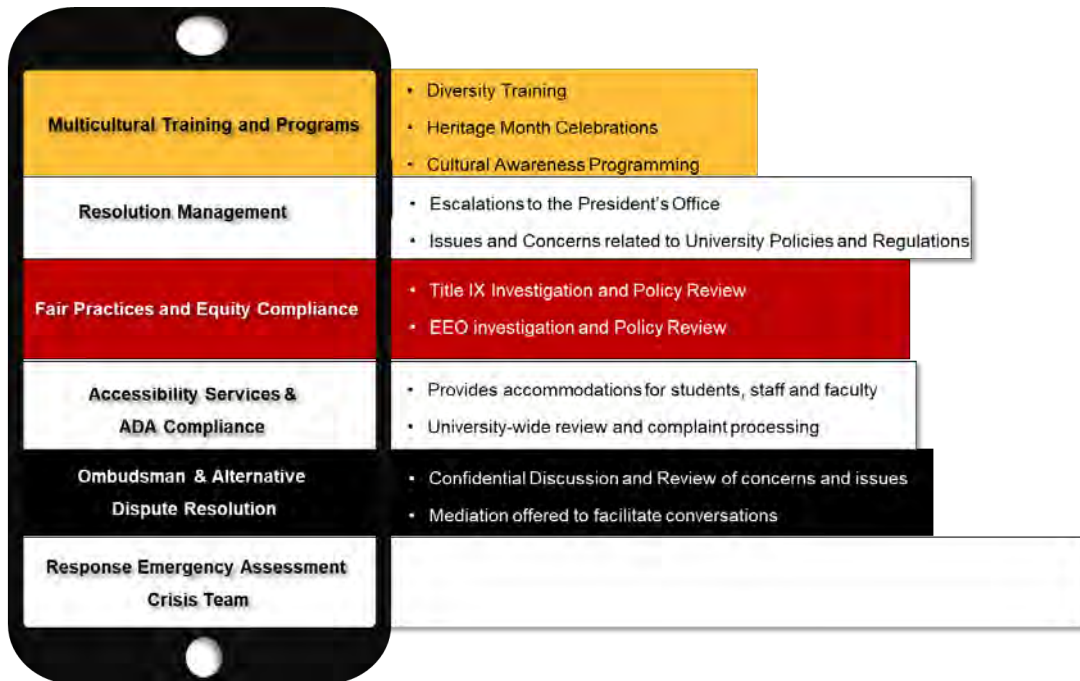 Multicultural Training and Programs
• Diversity Training
• Heritage Month Celebrations
• Cultural Awareness Programming
Resolution Management
• Escalations to the President's Office
• Issues and Concerns related to University Policies and Regulations
Fair Practices and Equity Compliance
• Title IX Investigation and Policy Review
• EEO investigation and Policy Review
Accessibility Services &
ADA Compliance
• Provides accommodations for students, staff and faculty
• University-wide review and complaint processing
Ombudsman & Alternative
Dispute Resolution
• Confidential Discussion and Review of concerns and issues
• Mediation offered to facilitate conversations
Response Emergency Assessment
Crisis Team